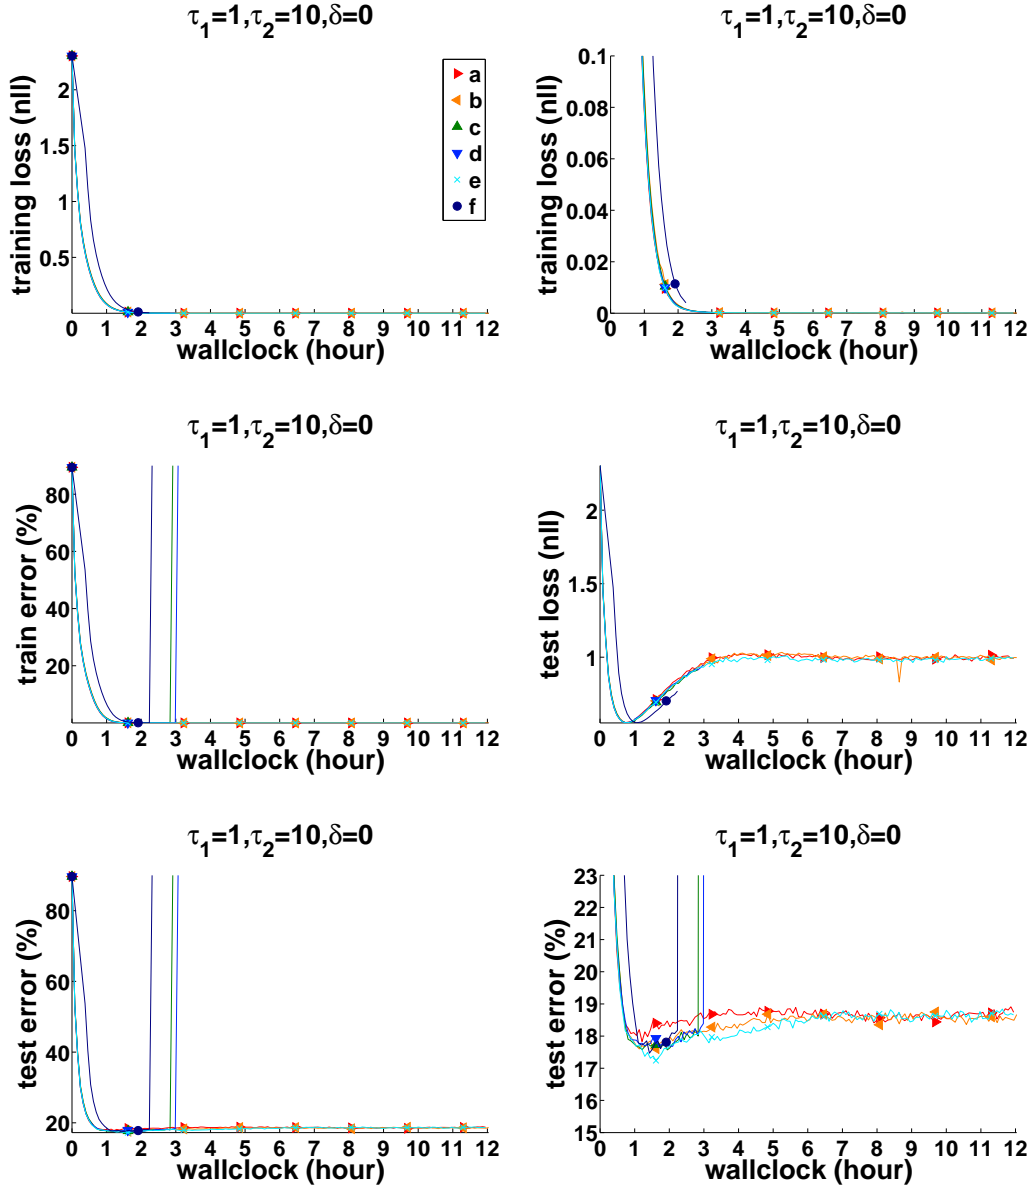 τ1=1,τ2=10,δ=0
training loss (nll)
2
1.5
1
0.5
a
b
c
d
e
f
0 1 2 3 4 5 6 7 8 9 10 11 12
wallclock (hour)
τ1=1,τ2=10,δ=0
training loss (nll)
0.1
0.08
0.06
0.04
0.02
0
0 1 2 3 4 5 6 7 8 9 10 11 12
wallclock (hour)
τ1=1,τ2=10,δ=0
train error (%)
80
60
40
20
0 1 2 3 4 5 6 7 8 9 10 11 12
wallclock (hour)
τ1=1,τ2=10,δ=0
test loss (nll)
2
1.5
1
0 1 2 3 4 5 6 7 8 9 10 11 12
wallclock (hour)
τ1=1,τ2=10,δ=0
test error (%)
80
60
40
20
0 1 2 3 4 5 6 7 8 9 10 11 12
wallclock (hour)
τ1=1,τ2=10,δ=0
test error (%)
23
22
21
20
19
18
17
16
15
0 1 2 3 4 5 6 7 8 9 10 11 12
wallclock (hour)